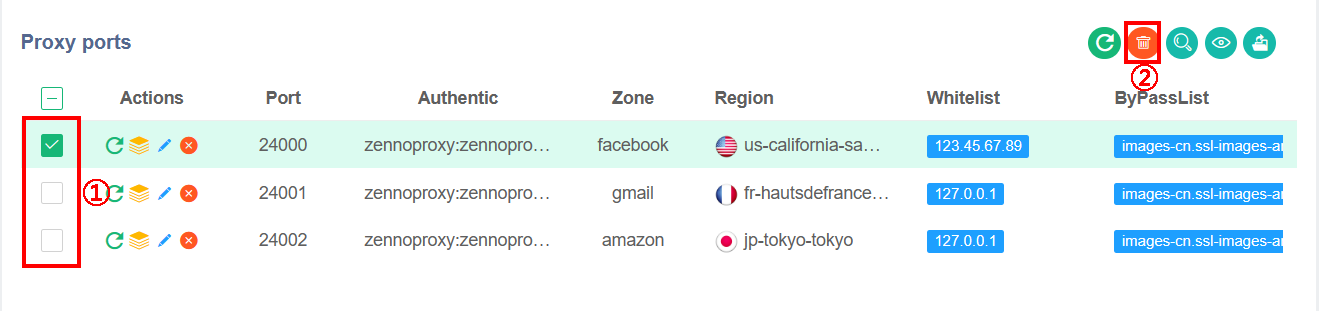 Proxy ports
②
Actions Port Authentic Zone Region Whitelist ByPassList
24000 zennoproxy:zennopro… facebook us-california-sa… 123.45.67.89 images-cn.ssl-images-a
① 24001 zennoproxy:zennopro… gmail fr-hautsdefrance… 127.0.0.1 images-cn.ssl-images-a
24002 zennoproxy:zennopro… amazon jp-tokyo-tokyo 127.0.0.1 images-cn.ssl-images-a